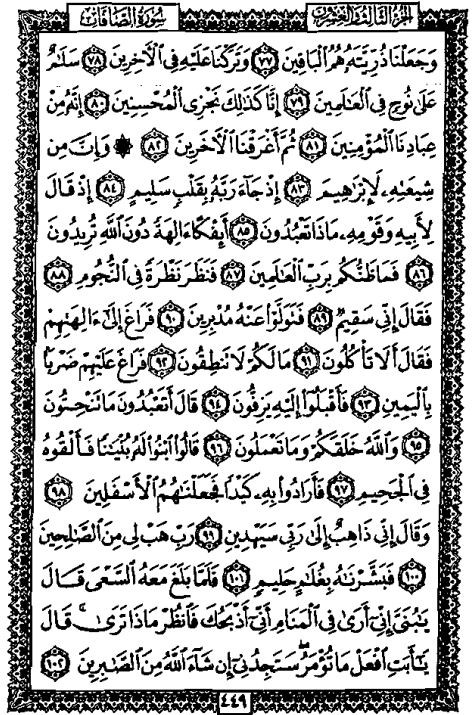 الجزء الثالث والعشرون سورة الصافات
وَجَعَلْنَا ذُرِّيَّتَهُۥ هُمُ ٱلْبَاقِينَ ٧٧ وَتَرَكْنَا عَلَيْهِ فِى ٱلْأَخِرِينَ ٧٨ سَلَٰمٌ
عَلَىٰ نُوحٍ فِى ٱلْعَٰلَمِينَ ٧٩ إِنَّا كَذَٰلِكَ نَجْزِى ٱلْمُحْسِنِينَ ٨٠ إِنَّهُۥ مِنْ
عِبَادِنَا ٱلْمُؤْمِنِينَ ٨١ ثُمَّ أَغْرَقْنَا ٱلْأَخَرِينَ ٨٢ ۞ وَإِنَّ مِن
شِيعَتِهِۦ لَإِبْرَٰهِيمَ ٨٣ إِذْ جَآءَ رَبَّهُۥ بِقَلْبٍ سَلِيمٍ ٨٤ إِذْ قَالَ
لِأَبِيهِ وَقَوْمِهِۦ مَاذَا تَعْبُدُونَ ٨٥ أَئِفْكًا ءَالِهَةً دُونَ ٱللَّهِ تُرِيدُونَ
٨٦ فَمَا ظَنُّكُم بِرَبِّ ٱلْعَٰلَمِينَ ٨٧ فَنَظَرَ نَظْرَةً فِى ٱلنُّجُومِ ٨٨
فَقَالَ إِنِّى سَقِيمٌ ٨٩ فَتَوَلَّوْا۟ عَنْهُ مُدْبِرِينَ ٩٠ فَرَاغَ إِلَىٰٓ ءَالِهَتِهِمْ
فَقَالَ أَلَا تَأْكُلُونَ ٩١ مَا لَكُمْ لَا تَنطِقُونَ ٩٢ فَرَاغَ عَلَيْهِمْ ضَرْبًۢا
بِٱلْيَمِينِ ٩٣ فَأَقْبَلُوٓا۟ إِلَيْهِ يَزِفُّونَ ٩٤ قَالَ أَتَعْبُدُونَ مَا تَنْحِتُونَ
٩٥ وَٱللَّهُ خَلَقَكُمْ وَمَا تَعْمَلُونَ ٩٦ قَالُوا۟ ٱبْنُوا۟ لَهُۥ بُنْيَٰنًا فَأَلْقُوهُ
فِى ٱلْجَحِيمِ ٩٧ فَأَرَادُوا۟ بِهِۦ كَيْدًا فَجَعَلْنَٰهُمُ ٱلْأَسْفَلِينَ ٩٨
وَقَالَ إِنِّى ذَاهِبٌ إِلَىٰ رَبِّى سَيَهْدِينِ ٩٩ رَبِّ هَبْ لِى مِنَ ٱلصَّٰلِحِينَ
١٠٠ فَبَشَّرْنَٰهُ بِغُلَٰمٍ حَلِيمٍ ١٠١ فَلَمَّا بَلَغَ مَعَهُ ٱلسَّعْىَ قَالَ
يَٰبُنَىَّ إِنِّىٓ أَرَىٰ فِى ٱلْمَنَامِ أَنِّىٓ أَذْبَحُكَ فَٱنظُرْ مَاذَا تَرَىٰ ۚ قَالَ
يَٰٓأَبَتِ ٱفْعَلْ مَا تُؤْمَرُ ۖ سَتَجِدُنِىٓ إِن شَآءَ ٱللَّهُ مِنَ ٱلصَّٰبِرِينَ ١٠٢
٤٤٩